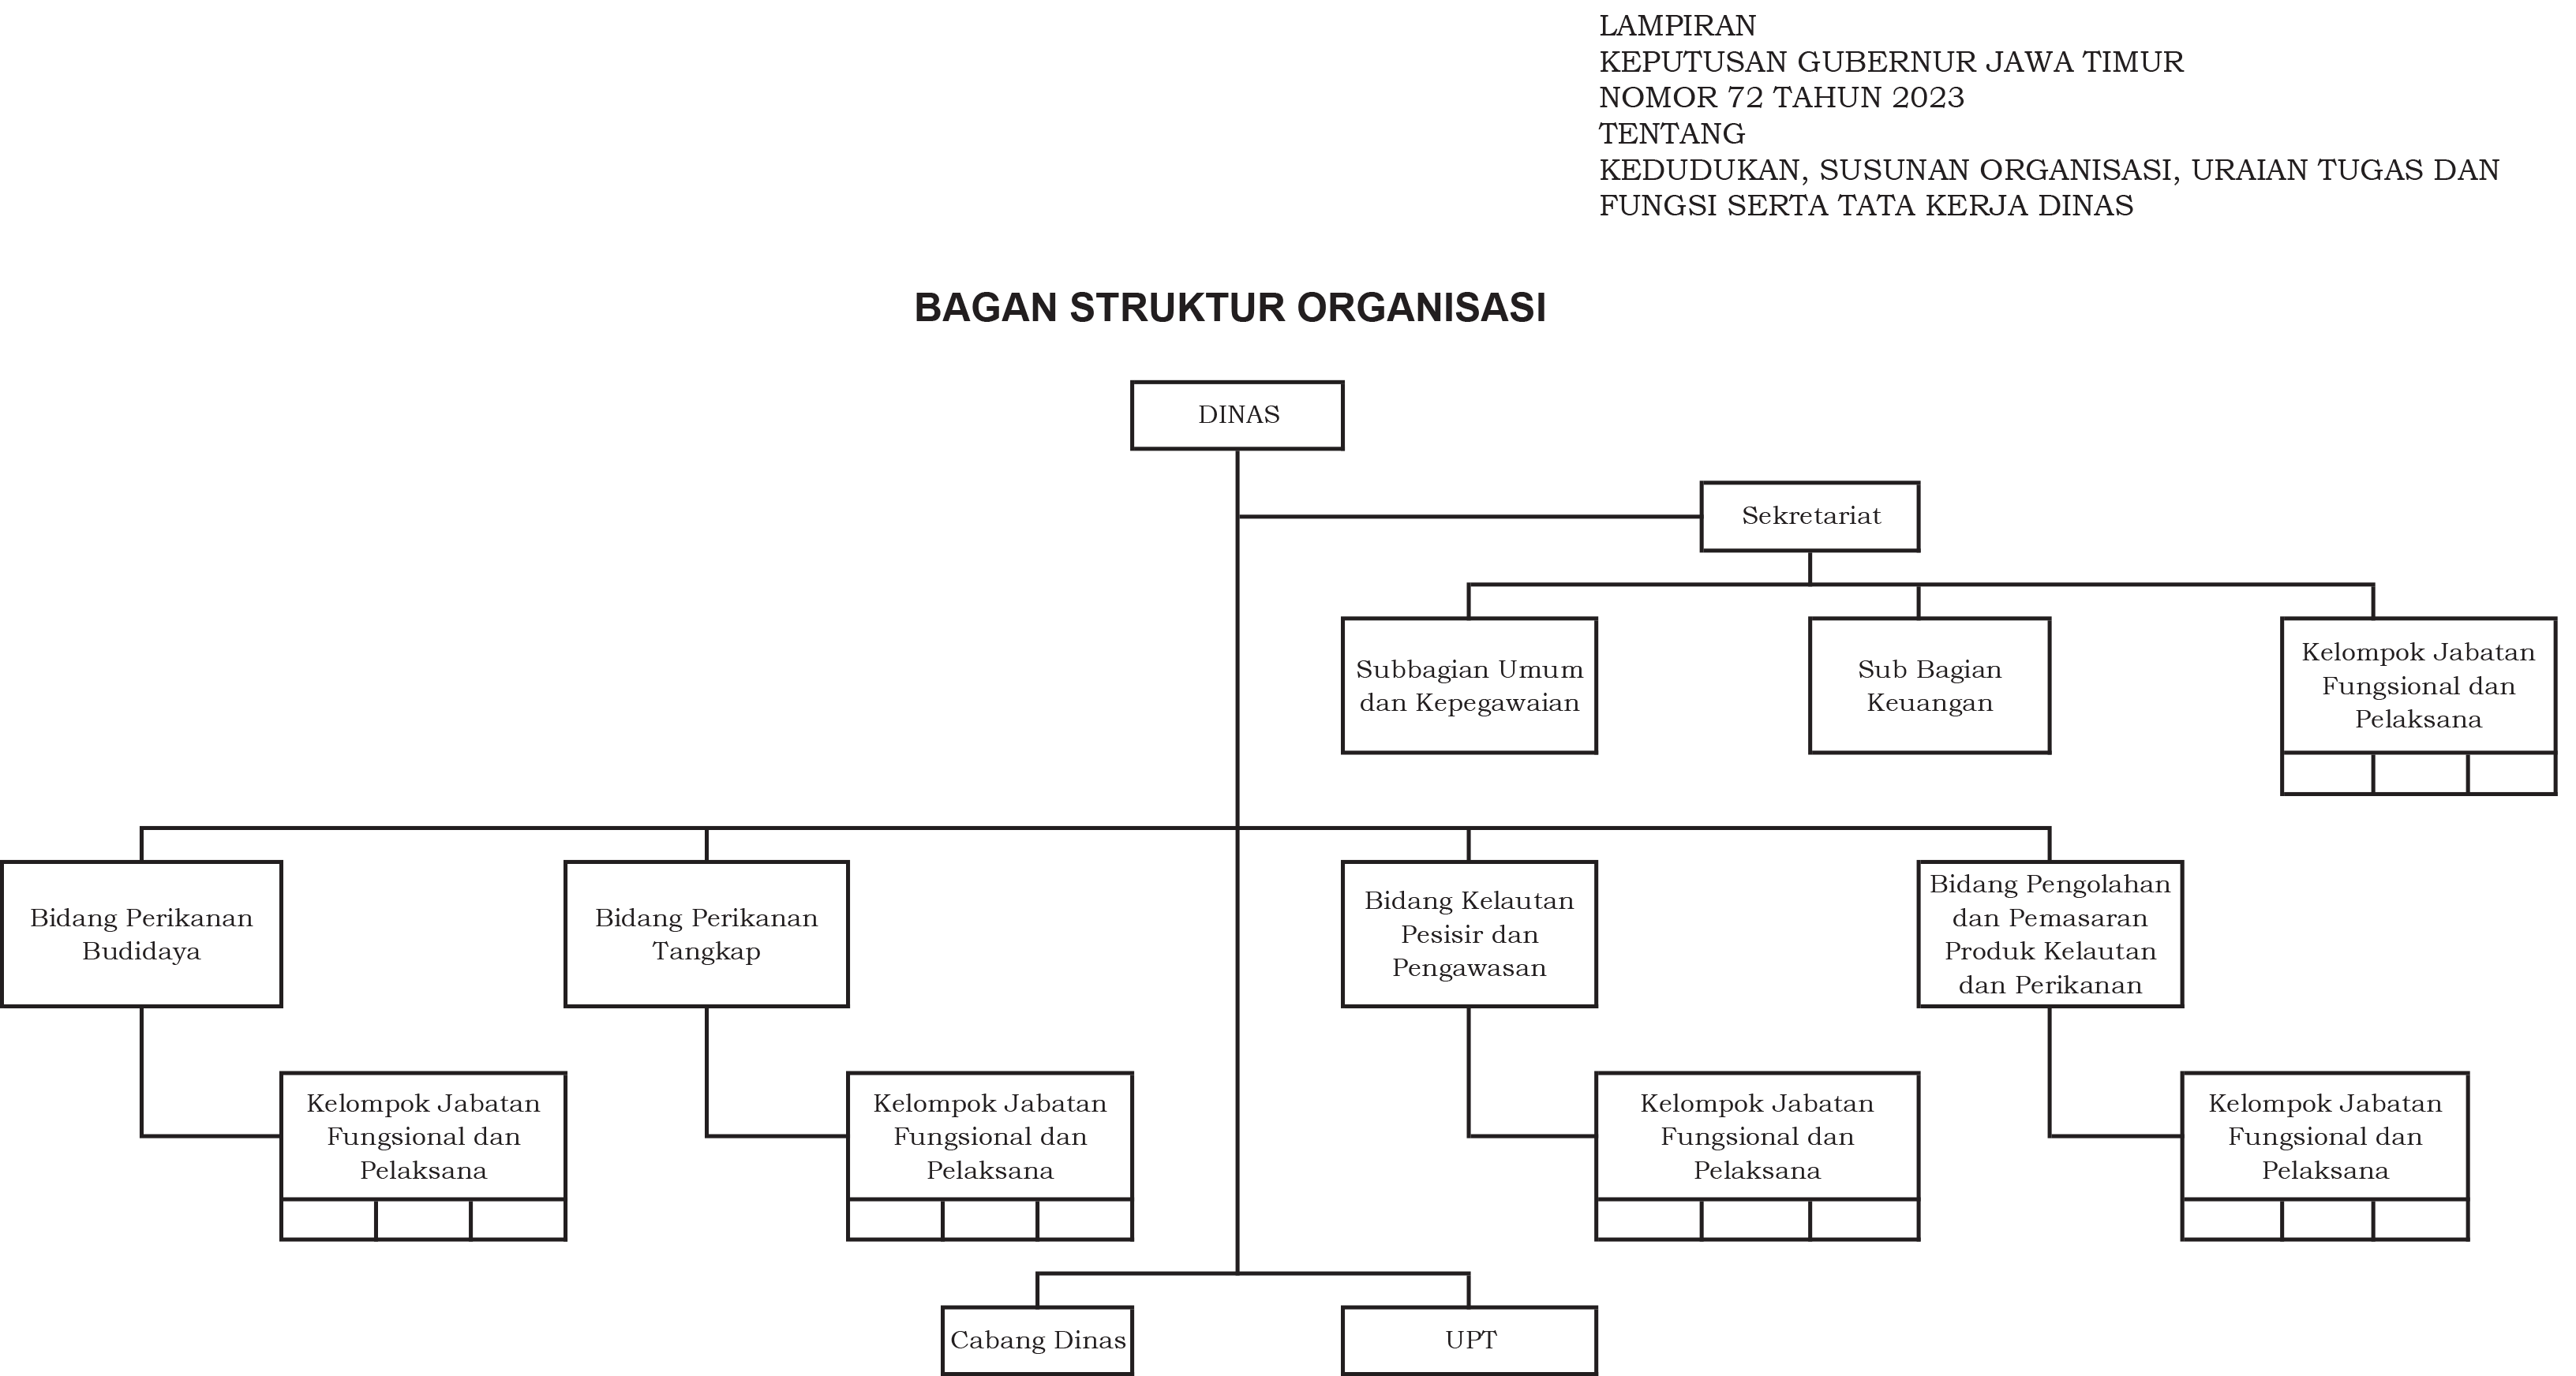 LAMPIRAN
KEPUTUSAN GUBERNUR JAWA TIMUR
NOMOR 72 TAHUN 2023
TENTANG
KEDUDUKAN, SUSUNAN ORGANISASI, URAIAN TUGAS DAN
FUNGSI SERTA TATA KERJA DINAS
BAGAN STRUKTUR ORGANISASI
DINAS
Sekretariat
Subbagian Umum
dan Kepegawaian
Sub Bagian
Keuangan
Kelompok Jabatan
Fungsional dan
Pelaksana
Bidang Perikanan
Budidaya
Bidang Perikanan
Tangkap
Bidang Kelautan
Pesisir dan
Pengawasan
Bidang Pengolahan
dan Pemasaran
Produk Kelautan
dan Perikanan
Kelompok Jabatan
Fungsional dan
Pelaksana
Kelompok Jabatan
Fungsional dan
Pelaksana
Kelompok Jabatan
Fungsional dan
Pelaksana
Kelompok Jabatan
Fungsional dan
Pelaksana
Cabang Dinas
UPT